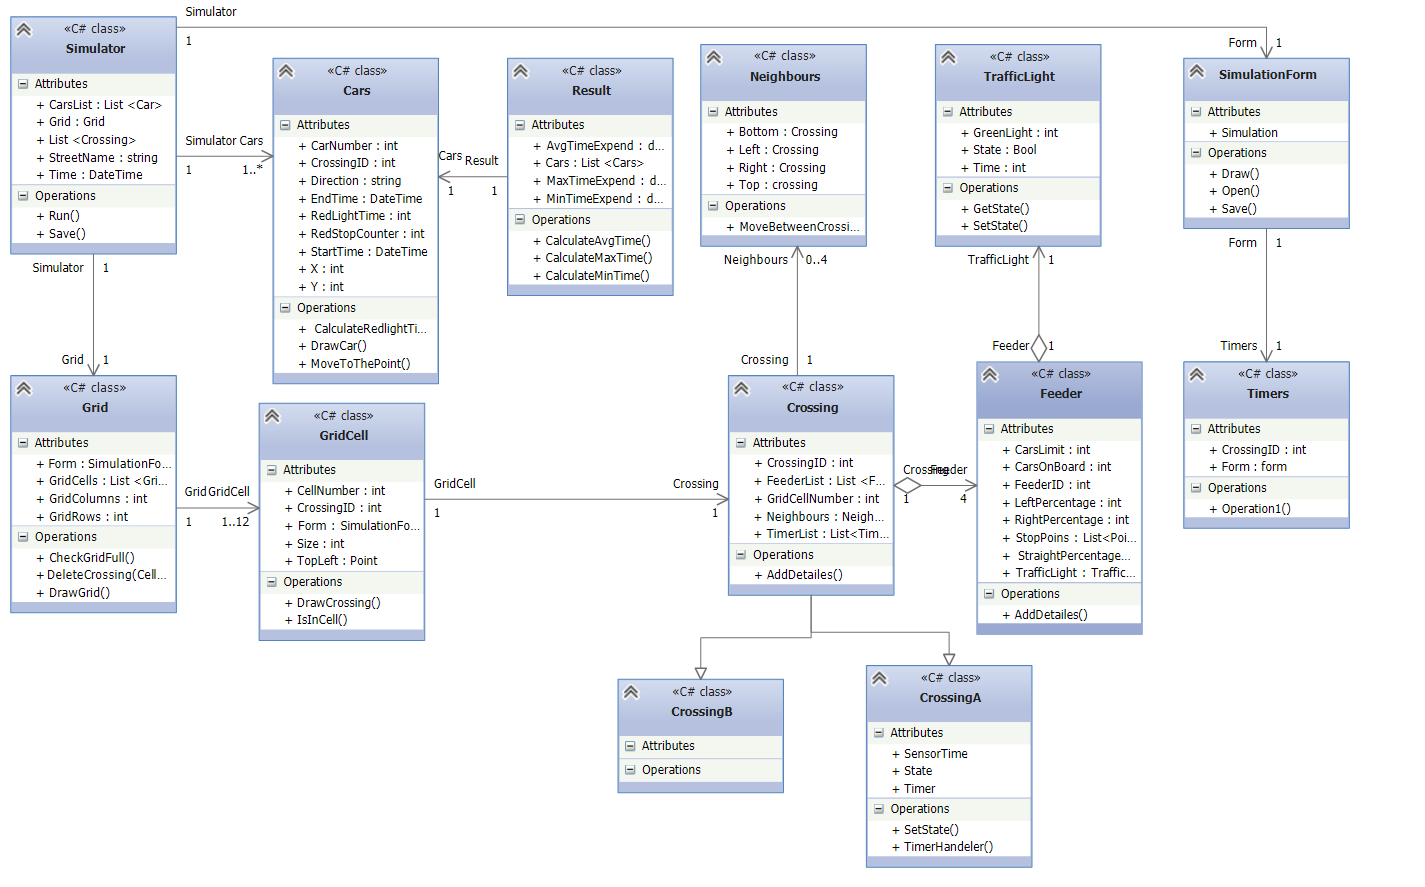 Simulator
1
Form
1
«C# class»
Simulator
Attributes
+ CarsList : List <Car>
+ Grid : Grid
+ List <Crossing>
+ StreetName : string
+ Time : DateTime
Operations
+ Run()
+ Save()
Simulator
Cars
1
1..*
Simulator
1
Grid
1
«C# class»
Cars
Attributes
+ CarNumber : int
+ CrossingID : int
+ Direction : string
+ EndTime : DateTime
+ RedLightTime : int
+ RedStopCounter : int
+ StartTime : DateTime
+ X : int
+ Y : int
Operations
+ CalculateRedlightTi...
+ DrawCar()
+ MoveToThePoint()
Cars
Result
1
1
«C# class»
Result
Attributes
+ AvgTimeExpend : d...
+ Cars : List <Cars>
+ MaxTimeExpend : d...
+ MinTimeExpend : d...
Operations
+ CalculateAvgTime()
+ CalculateMaxTime()
+ CalculateMinTime()
«C# class»
Neighbours
Attributes
+ Bottom : Crossing
+ Left : Crossing
+ Right : Crossing
+ Top : crossing
Operations
+ MoveBetweenCrossi...
Neighbours
0..4
Crossing
1
«C# class»
TrafficLight
Attributes
+ GreenLight : int
+ State : Bool
+ Time : int
Operations
+ GetState()
+ SetState()
TrafficLight
1
Feeder
1
«C# class»
SimulationForm
Attributes
+ Simulation
Operations
+ Draw()
+ Open()
+ Save()
Form
1
Timers
1
«C# class»
Grid
Attributes
+ Form : SimulationFo...
+ GridCells : List <Gri...
+ GridColumns : int
+ GridRows : int
Operations
+ CheckGridFull()
+ DeleteCrossing(Cell...
+ DrawGrid()
Grid
GridCell
1
1..12
«C# class»
GridCell
Attributes
+ CellNumber : int
+ CrossingID : int
+ Form : SimulationFo...
+ Size : int
+ TopLeft : Point
Operations
+ DrawCrossing()
+ IsInCell()
GridCell
1
Crossing
1
«C# class»
Crossing
Attributes
+ CrossingID : int
+ FeederList : List <F...
+ GridCellNumber : int
+ Neighbours : Neigh...
+ TimerList : List<Tim...
Operations
+ AddDetailes()
Crossing
Feeder
1
4
«C# class»
Feeder
Attributes
+ CarsLimit : int
+ CarsOnBoard : int
+ FeederID : int
+ LeftPercentage : int
+ RightPercentage : int
+ StopPoins : List<Poi...
+ StraightPercentage...
+ TrafficLight : Traffic...
Operations
+ AddDetailes()
«C# class»
Timers
Attributes
+ CrossingID : int
+ Form : form
Operations
+ Operation1()
«C# class»
CrossingB
Attributes
Operations
«C# class»
CrossingA
Attributes
+ SensorTime
+ State
+ Timer
Operations
+ SetState()
+ TimerHandeler()